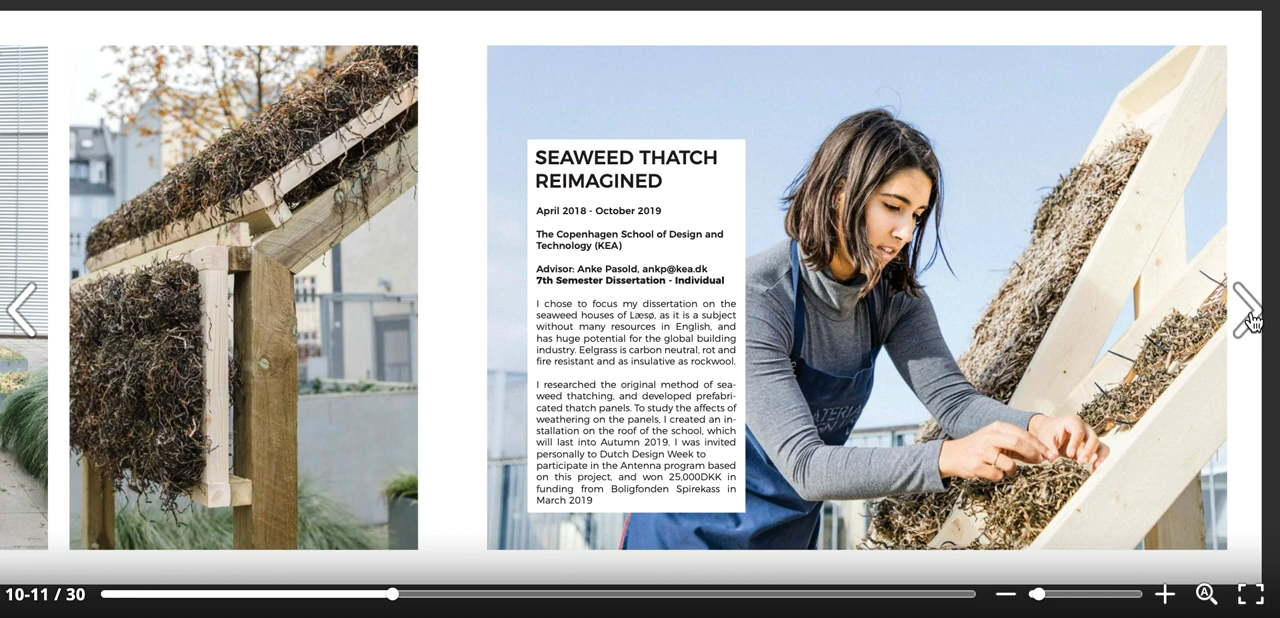 SEAWEED THATCH
REIMAGINED
April 2018 - October 2019
The Copenhagen School of Design and
Technology (KEA)
Advisor: Anke Pasold, ankp@kea.dk
7th Semester Dissertation - Individual
I chose to focus my dissertation on the
seaweed houses of Læsø, as it is a subject
without many resources in English, and
has huge potential for the global building
industry. Eelgrass is carbon neutral, rot and
fire resistant and as insulative as rockwool.
I researched the original method of sea-
weed thatching, and developed prefabri-
cated thatch panels. To study the affects of
weathering on the panels, I created an in-
stallation on the roof of the school, which
will last into Autumn 2019. I was invited
personally to Dutch Design Week to
participate in the Antenna program based
on this project, and won 25,000DKK in
funding from Boligfonden Spirekass in
March 2019
10-11 / 30
A